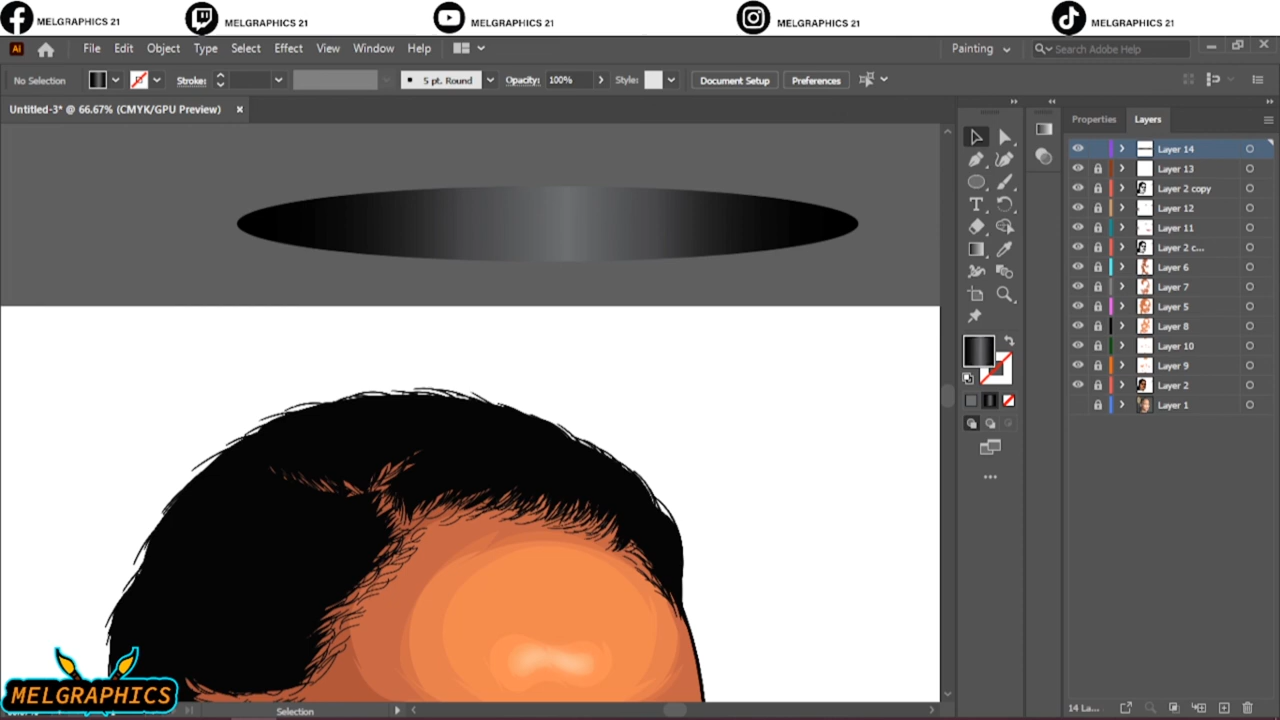 MELGRAPHICS 21 MELGRAPHICS 21 MELGRAPHICS 21 MELGRAPHICS 21 MELGRAPHICS 21
Ai File Edit Object Type Select Effect View Window Help Painting Search Adobe Help
No Selection Stroke: 5 pt. Round Opacity: 100% Style: Document Setup Preferences
Untitled-3* @ 66.67% (CMYK/GPU Preview) ×
Properties Layers
Layer 14
Layer 13
Layer 2 copy
Layer 12
Layer 11
Layer 2 c...
Layer 6
Layer 7
Layer 5
Layer 8
Layer 10
Layer 9
Layer 2
Layer 1
MELGRAPHICS
Selection
14 La...